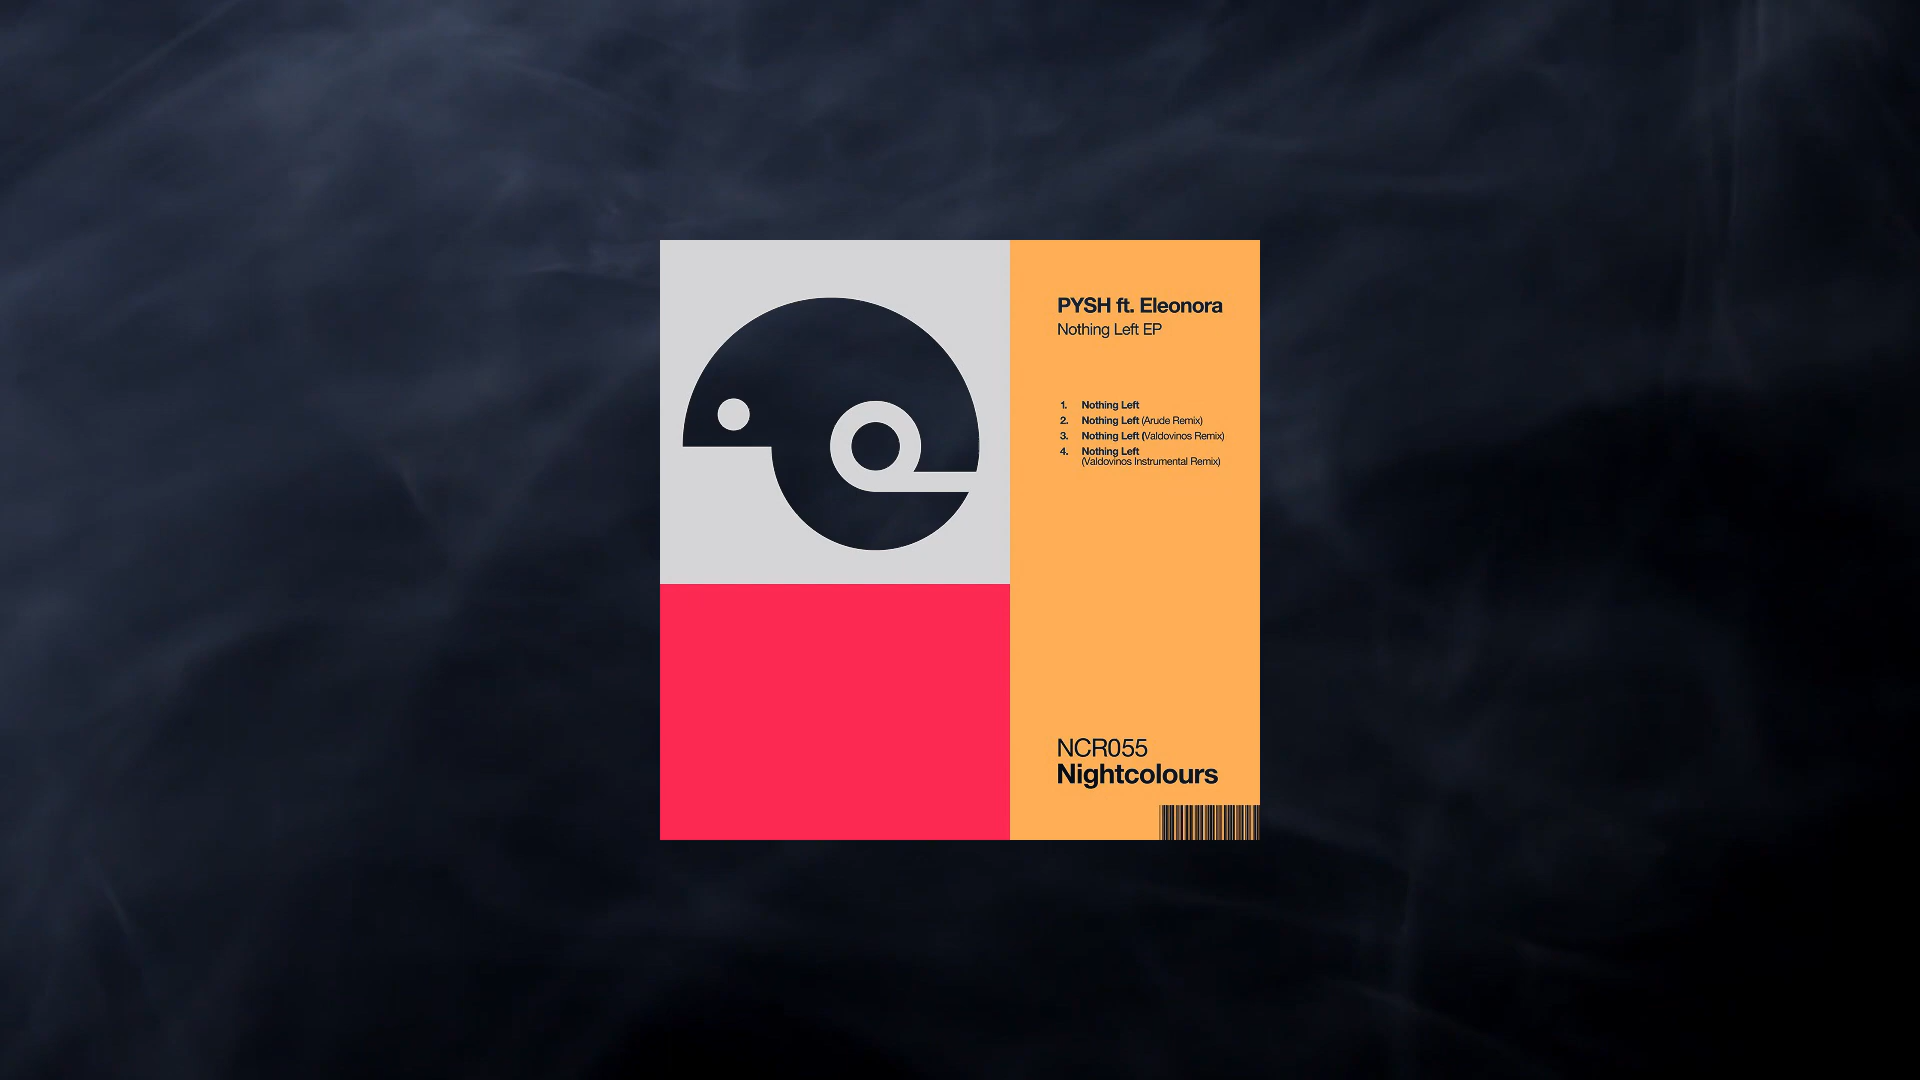 PYSH ft. Eleonora
Nothing Left EP
1. Nothing Left
2. Nothing Left (Arude Remix)
3. Nothing Left (Valdovinos Remix)
4. Nothing Left
(Valdovinos Instrumental Remix)
NCR055
Nightcolours